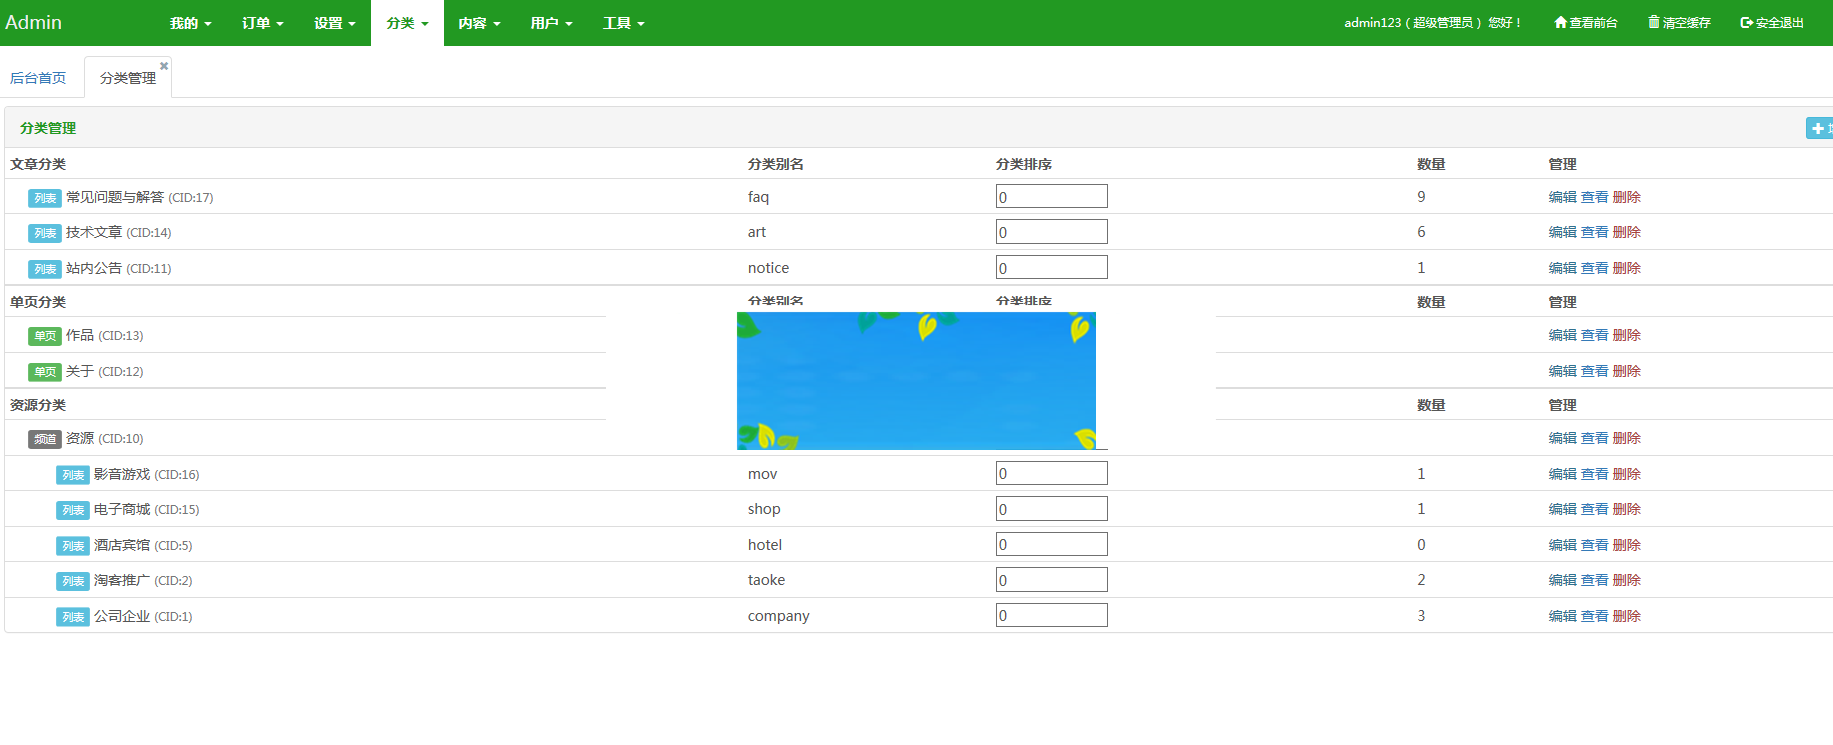 Admin 我的 订单 设置 分类 内容 用户 工具 admin123 ( 超级管理员 ) 您好！ 查看前台 清空缓存 安全退出
后台首页 分类管理
分类管理
文章分类 分类别名 分类排序 数量 管理
列表 常见问题与解答 (CID:17) faq 0 9 编辑 查看 删除
列表 技术文章 (CID:14) art 0 6 编辑 查看 删除
列表 站内公告 (CID:11) notice 0 1 编辑 查看 删除
单页分类 分类别名 分类排序 数量 管理
单页 作品 (CID:13) 编辑 查看 删除
单页 关于 (CID:12) 编辑 查看 删除
资源分类 数量 管理
频道 资源 (CID:10) 编辑 查看 删除
列表 影音游戏 (CID:16) mov 0 1 编辑 查看 删除
列表 电子商城 (CID:15) shop 0 1 编辑 查看 删除
列表 酒店宾馆 (CID:5) hotel 0 0 编辑 查看 删除
列表 淘客推广 (CID:2) taoke 0 2 编辑 查看 删除
列表 公司企业 (CID:1) company 0 3 编辑 查看 删除